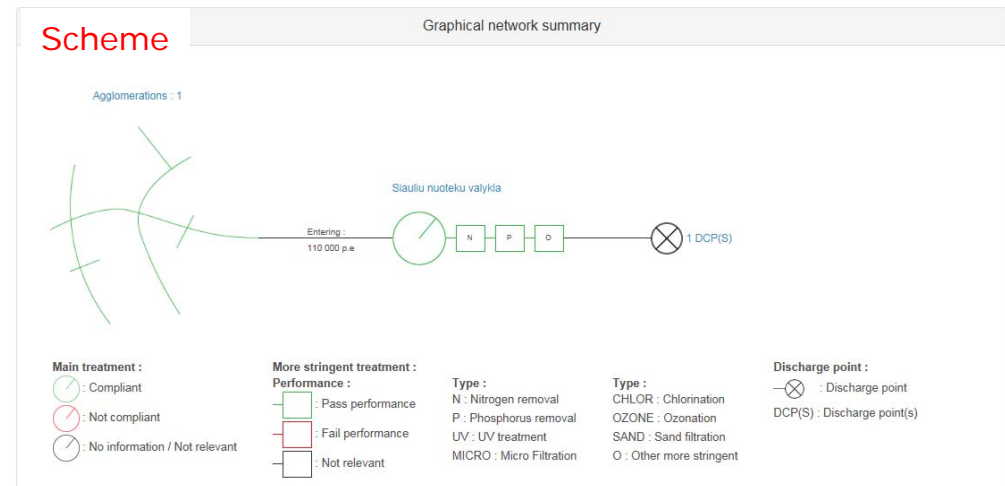 Graphical network summary
Scheme
Agglomerations : 1
Siauliu nuoteku valykla
Entering :
110 000 p.e
N P O
1 DCP(S)
Main treatment :
: Compliant
: Not compliant
: No information / Not relevant
More stringent treatment :
Performance :
: Pass performance
: Fail performance
: Not relevant
Type :
N : Nitrogen removal
P : Phosphorus removal
UV : UV treatment
MICRO : Micro Filtration
Type :
CHLOR : Chlorination
OZONE : Ozonation
SAND : Sand filtration
O : Other more stringent
Discharge point :
: Discharge point
DCP(S) : Discharge point(s)